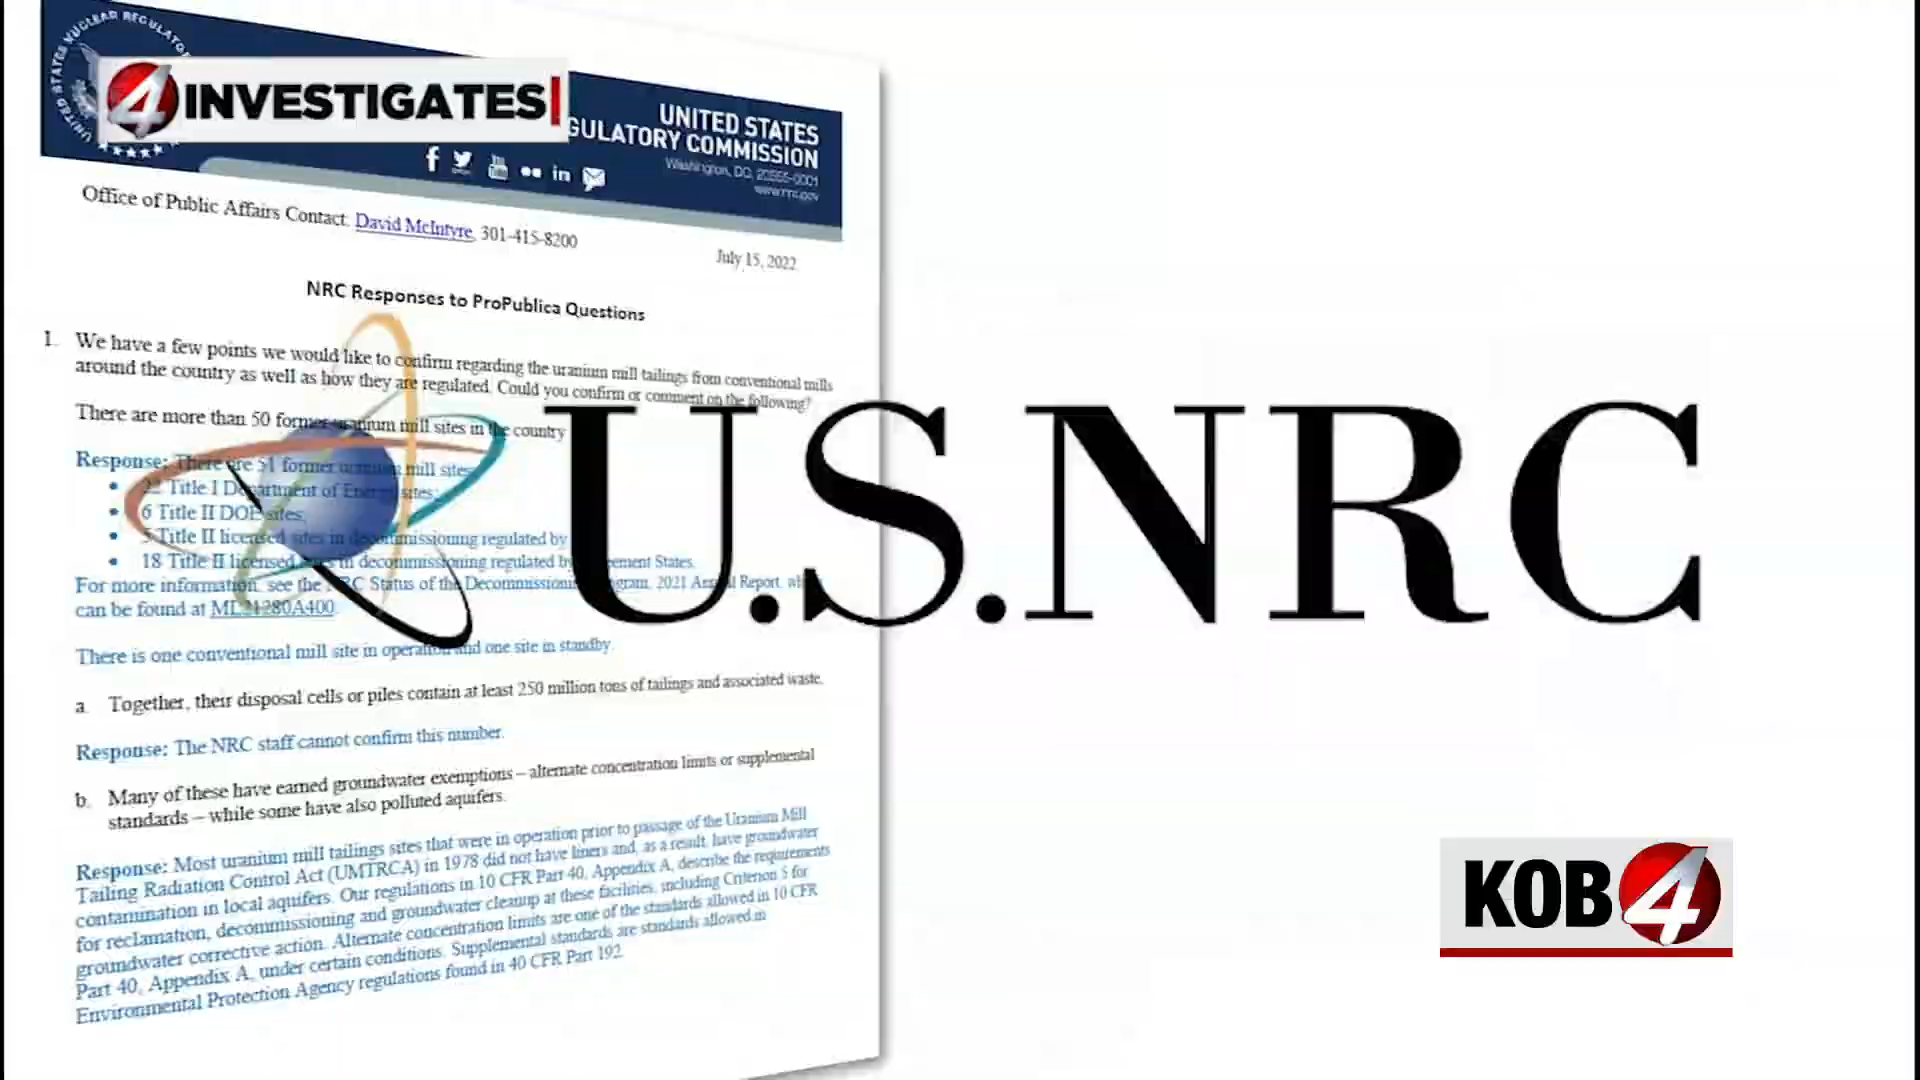 UNITED STATES NUCLEAR REGULATOR
4 INVESTIGATES
UNITED STATES
GULATORY COMMISSION
Washington, DC, 20555-0001
www.nrc.gov
Office of Public Affairs Contact: David McIntyre, 301-415-8200
July 15, 2022
NRC Responses to ProPublica Questions
1. We have a few points we would like to confirm regarding the uranium mill tailings from conventional mills
around the country as well as how they are regulated. Could you confirm or comment on the following?
There are more than 50 former uranium mill sites in the country
Response: There are 51 former uranium mill sites
• 22 Title I Department of Energy sites;
• 6 Title II DOE sites;
• 5 Title II licensed sites in decommissioning regulated by
• 18 Title II licensed sites in decommissioning regulated by ement States.
For more information, see the NRC Status of the Decommissioning Program, 2021 Annual Report, wh
can be found at ML21280A400.
There is one conventional mill site in operation and one site in standby.
a. Together, their disposal cells or piles contain at least 250 million tons of tailings and associated waste.
Response: The NRC staff cannot confirm this number.
b. Many of these have earned groundwater exemptions – alternate concentration limits or supplemental
standards – while some have also polluted aquifers.
Response: Most uranium mill tailings sites that were in operation prior to passage of the Uranium Mill
Tailing Radiation Control Act (UMTRCA) in 1978 did not have liners and, as a result, have groundwater
contamination in local aquifers. Our regulations in 10 CFR Part 40, Appendix A, describe the requirements
for reclamation, decommissioning and groundwater cleanup at these facilities, including Criterion 5 for
groundwater corrective action. Alternate concentration limits are one of the standards allowed in 10 CFR
Part 40, Appendix A, under certain conditions. Supplemental standards are standards allowed in
Environmental Protection Agency regulations found in 40 CFR Part 192.
U.S.NRC
KOB 4